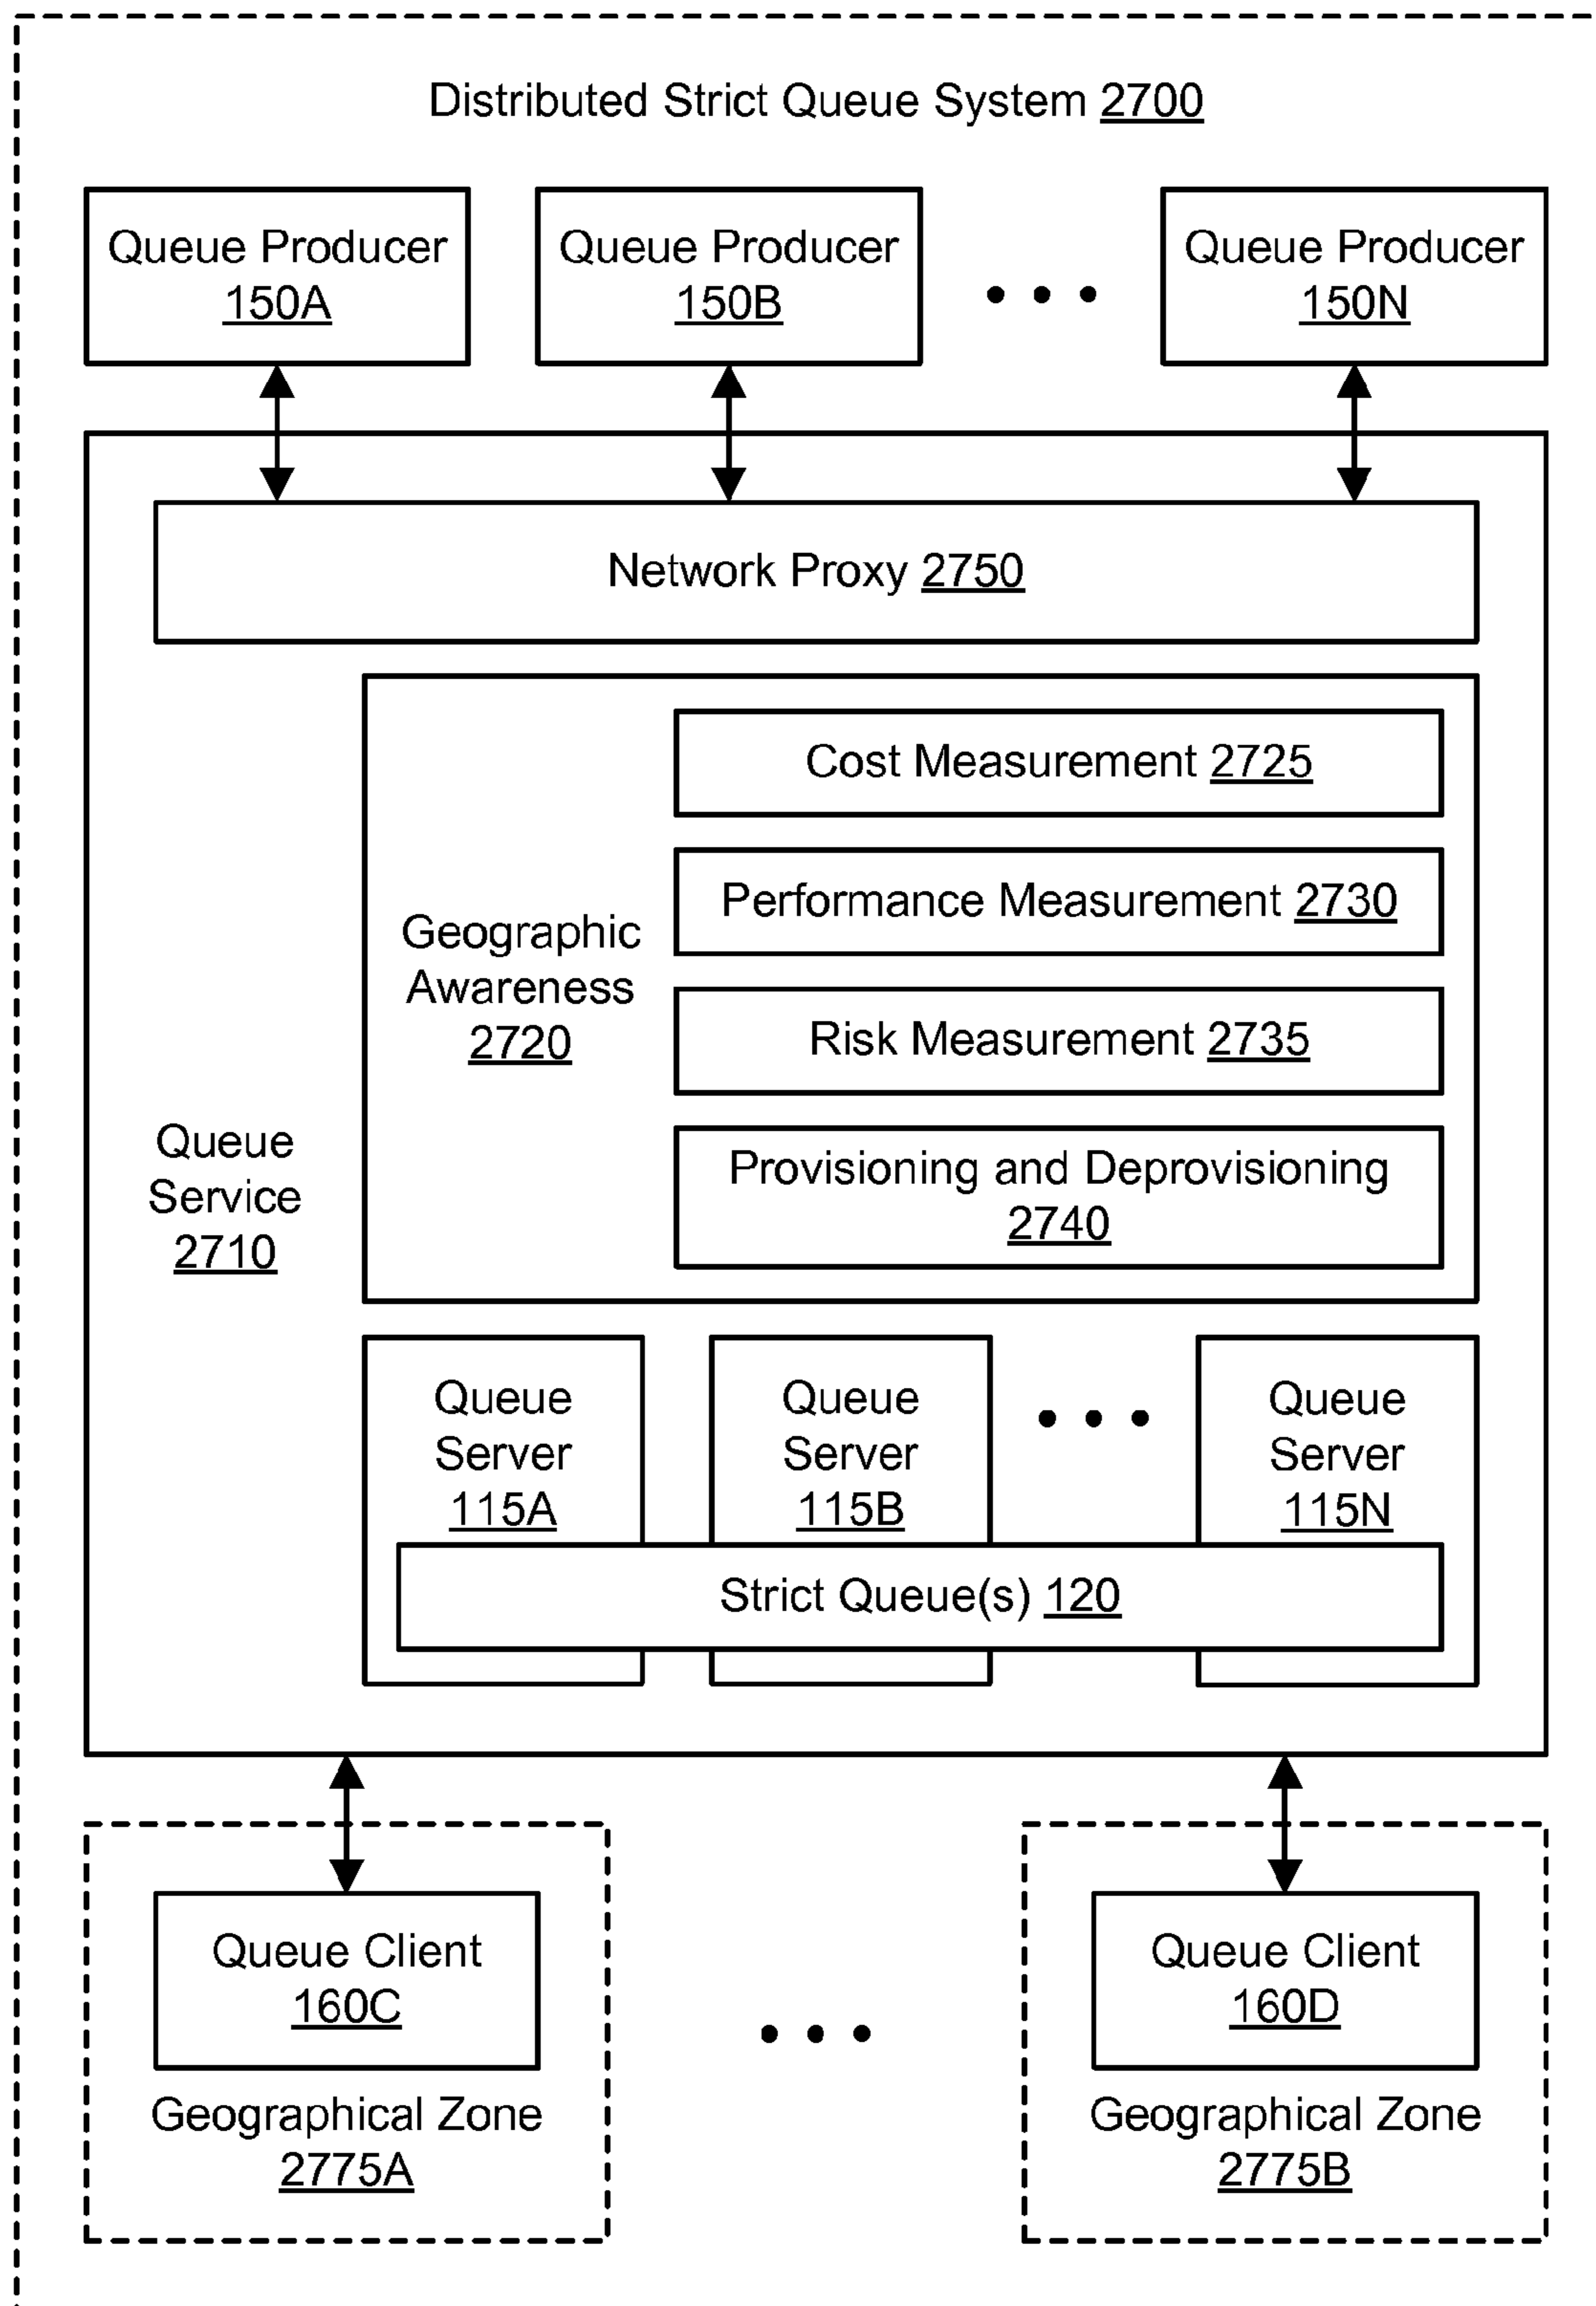 Distributed Strict Queue System 2700
Queue Producer
150A
Queue Producer
150B
Queue Producer
150N
Network Proxy 2750
Geographic
Awareness
2720
Cost Measurement 2725
Performance Measurement 2730
Risk Measurement 2735
Provisioning and Deprovisioning
2740
Queue
Service
2710
Queue
Server
115A
Queue
Server
115B
Queue
Server
115N
Strict Queue(s) 120
Queue Client
160C
Geographical Zone
2775A
Queue Client
160D
Geographical Zone
2775B